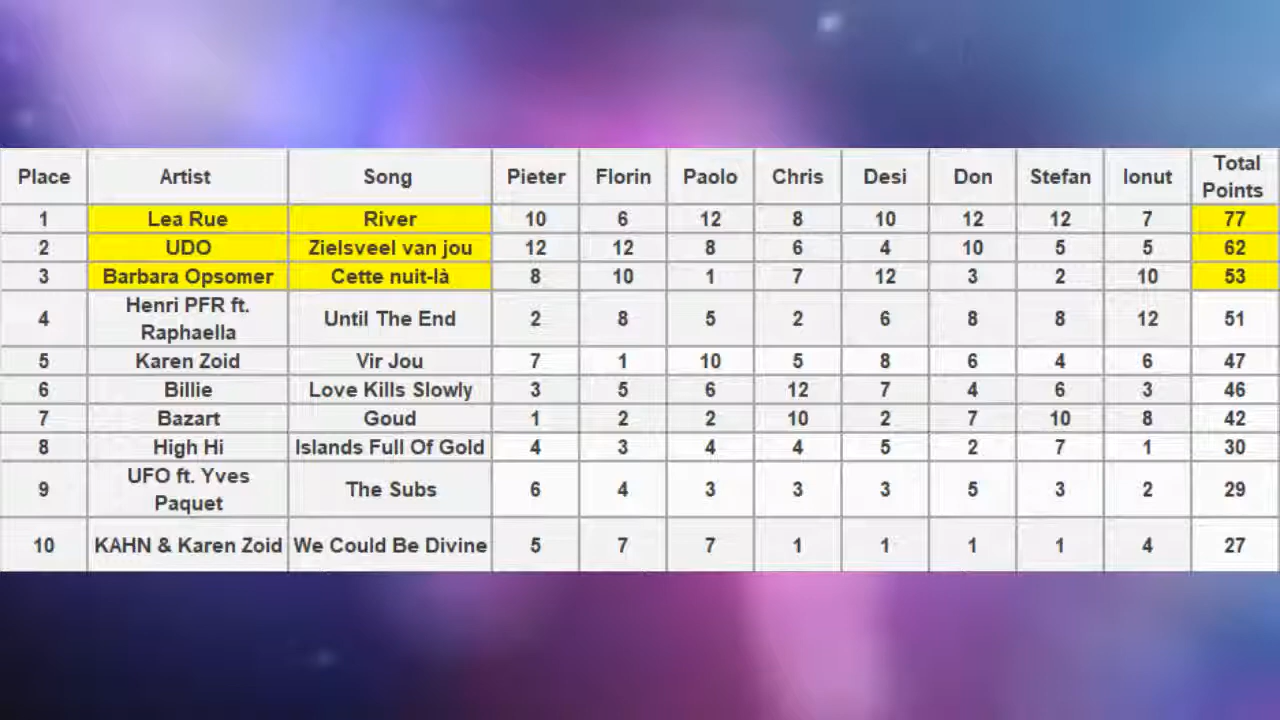 Place Artist Song Pieter Florin Paolo Chris Desi Don Stefan Ionut Total Points
1 Lea Rue River 10 6 12 8 10 12 12 7 77
2 UDO Zielsveel van jou 12 12 8 6 4 10 5 5 62
3 Barbara Opsomer Cette nuit-là 8 10 1 7 12 3 2 10 53
4 Henri PFR ft. Raphaella Until The End 2 8 5 2 6 8 8 12 51
5 Karen Zoid Vir Jou 7 1 10 5 8 6 4 6 47
6 Billie Love Kills Slowly 3 5 6 12 7 4 6 3 46
7 Bazart Goud 1 2 2 10 2 7 10 8 42
8 High Hi Islands Full Of Gold 4 3 4 4 5 2 7 1 30
9 UFO ft. Yves Paquet The Subs 6 4 3 3 3 5 3 2 29
10 KAHN & Karen Zoid We Could Be Divine 5 7 7 1 1 1 1 4 27